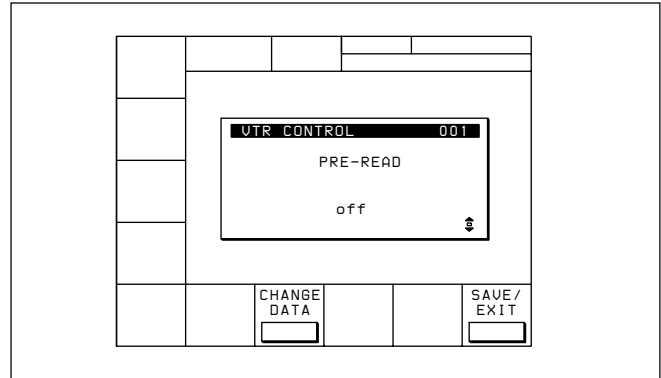 VTR CONTROL 001
PRE-READ
off
CHANGE DATA
SAVE/ EXIT